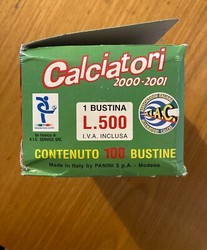 Calciatori
2000-2001
1 BUSTINA
L.500
I.V.A. INCLUSA
CONTENUTO 100 BUSTINE
Made in Italy by PANINI S.p.A. - Modena